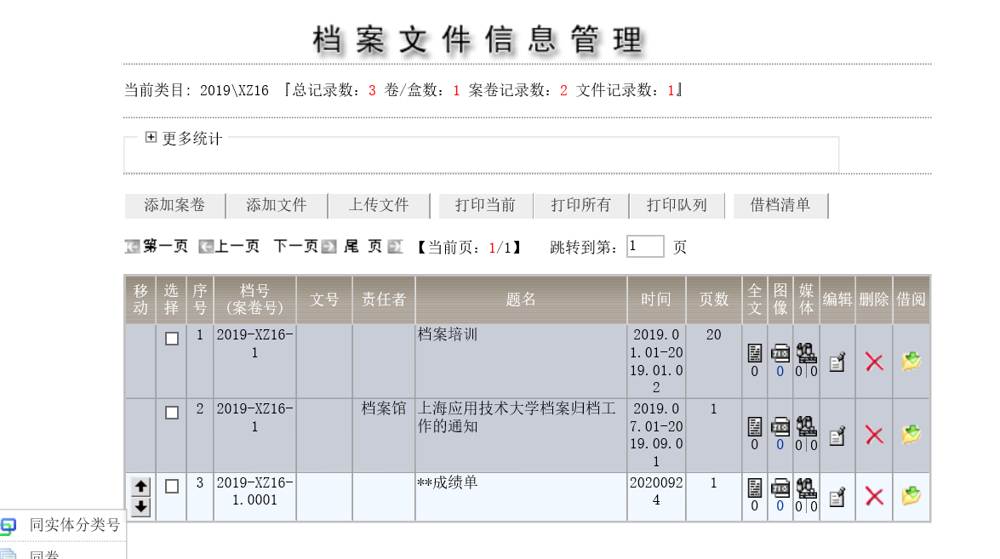 档案文件信息管理
当前类目: 2019\XZ16 『总记录数: 3 卷/盒数: 1 案卷记录数: 2 文件记录数: 1』
更多统计
添加案卷 添加文件 上传文件 打印当前 打印所有 打印队列 借档清单
第一页 上一页 下一页 尾 页 【当前页: 1/1】 跳转到第: 1 页
移动 选择 序号 档号(案卷号) 文号 责任者 题名 时间 页数 全文 图像 媒体 编辑 删除 借阅
1 2019-XZ16-1 档案培训 2019.01.01-2019.01.02 20 0 0 0|0
2 2019-XZ16-1 档案馆 上海应用技术大学档案归档工作的通知 2019.07.01-2019.09.01 1 0 0 0|0
3 2019-XZ16-1.0001 **成绩单 20200924 1 0 0 0|0
同实体分类号
同卷